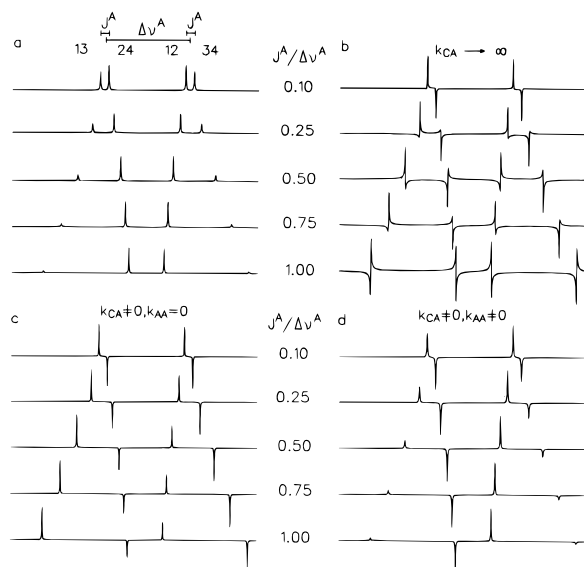 J^A J^A
Δν^A
a 13 24 12 34 J^A/Δν^A b k_CA → ∞
0.10
0.25
0.50
0.75
1.00
c k_CA≠0,k_AA=0 J^A/Δν^A d k_CA≠0,k_AA≠0
0.10
0.25
0.50
0.75
1.00